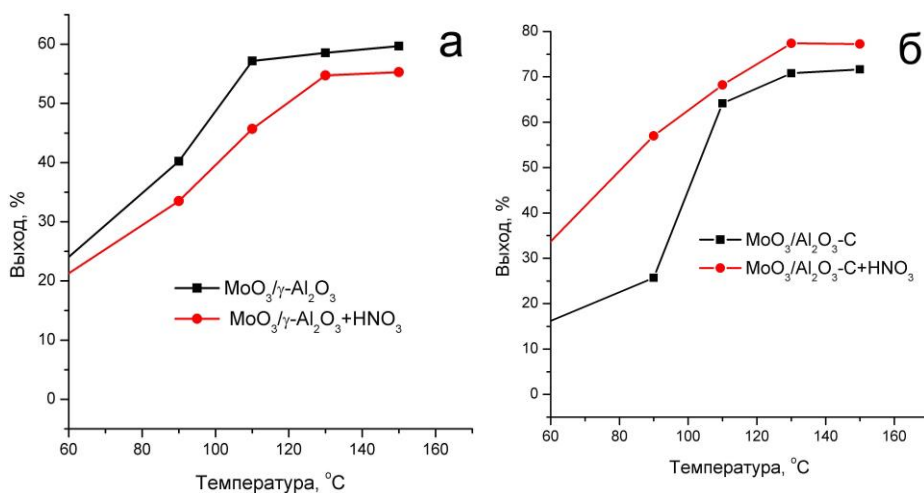 а
Выход, %
60
50
40
30
20
10
0
MoO₃/γ-Al₂O₃
MoO₃/γ-Al₂O₃+HNO₃
60 80 100 120 140 160
Температура, °C
б
Выход, %
80
70
60
50
40
30
20
10
0
MoO₃/Al₂O₃-C
MoO₃/Al₂O₃-C+HNO₃
60 80 100 120 140 160
Температура, °C